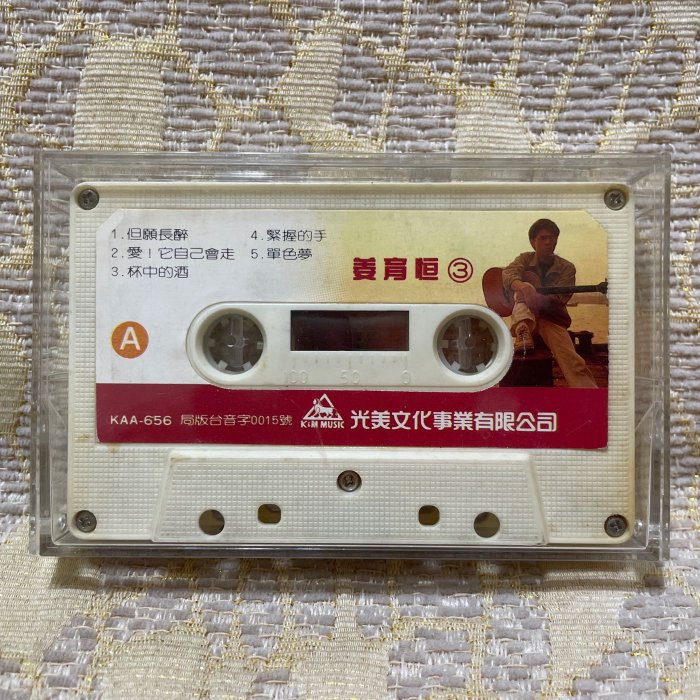 1.但願長醉
2.愛！它自己會走
3.杯中的酒
4.緊握的手
5.單色夢
姜育恒 ③
A
100 50 0
KAA-656 局版台音字0015號
K&M MUSIC
光美文化事業有限公司